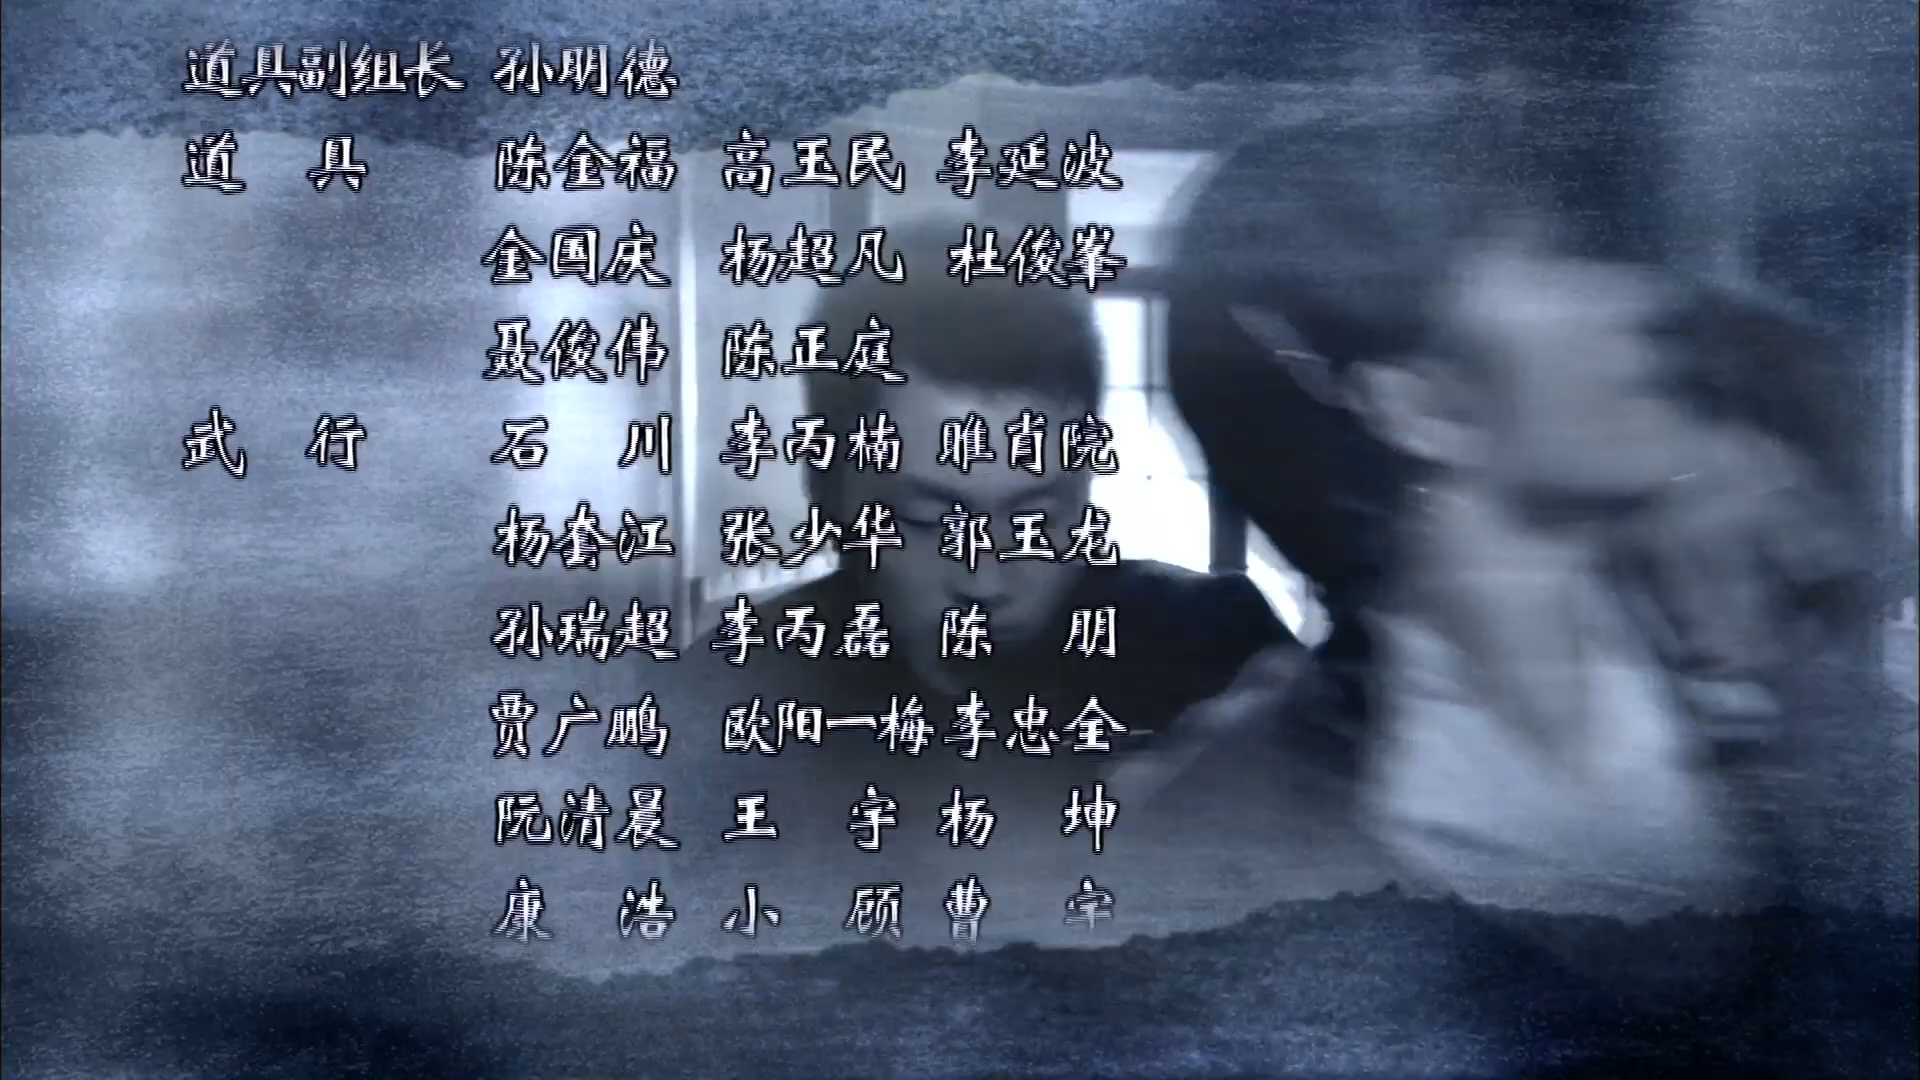 道具副组长 孙明德
道 具 陈全福 高玉民 李延波
全国庆 杨超凡 杜俊峯
聂俊伟 陈正庭
武 行 石 川 李丙楠 雎肖院
杨套江 张少华 郭玉龙
孙瑞超 李丙磊 陈 朋
贾广鹏 欧阳一梅 李忠全
阮清晨 王 宇 杨 坤
康 浩 小 顾 曹 宇